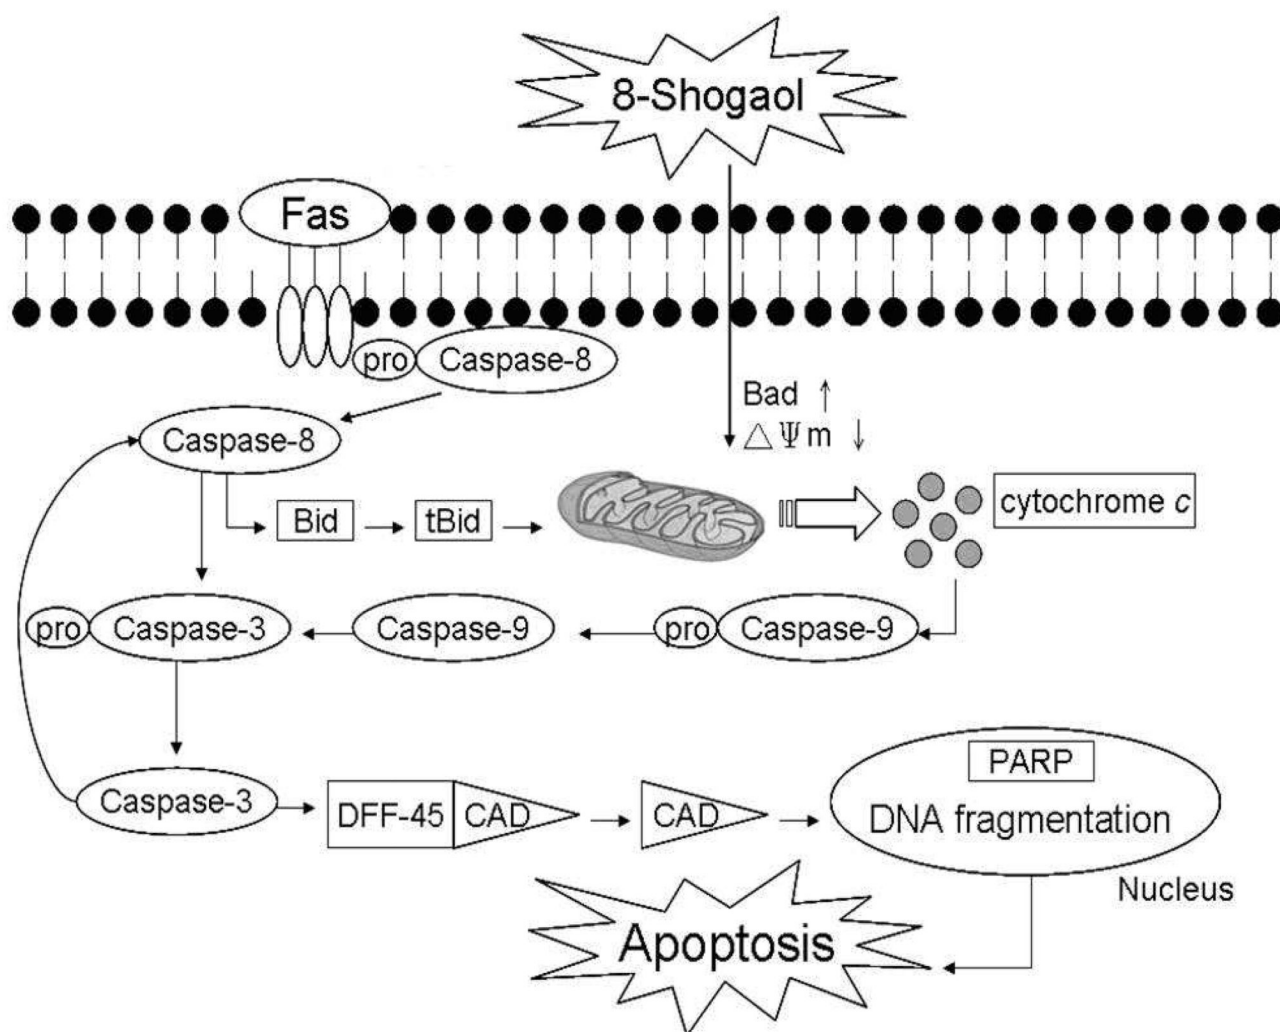 8-Shogaol
Fas
pro
Caspase-8
Bad ↑
△Ψm ↓
Caspase-8
Bid
tBid
cytochrome c
pro
Caspase-3
Caspase-9
pro
Caspase-9
PARP
DNA fragmentation
Caspase-3
DFF-45
CAD
CAD
Nucleus
Apoptosis